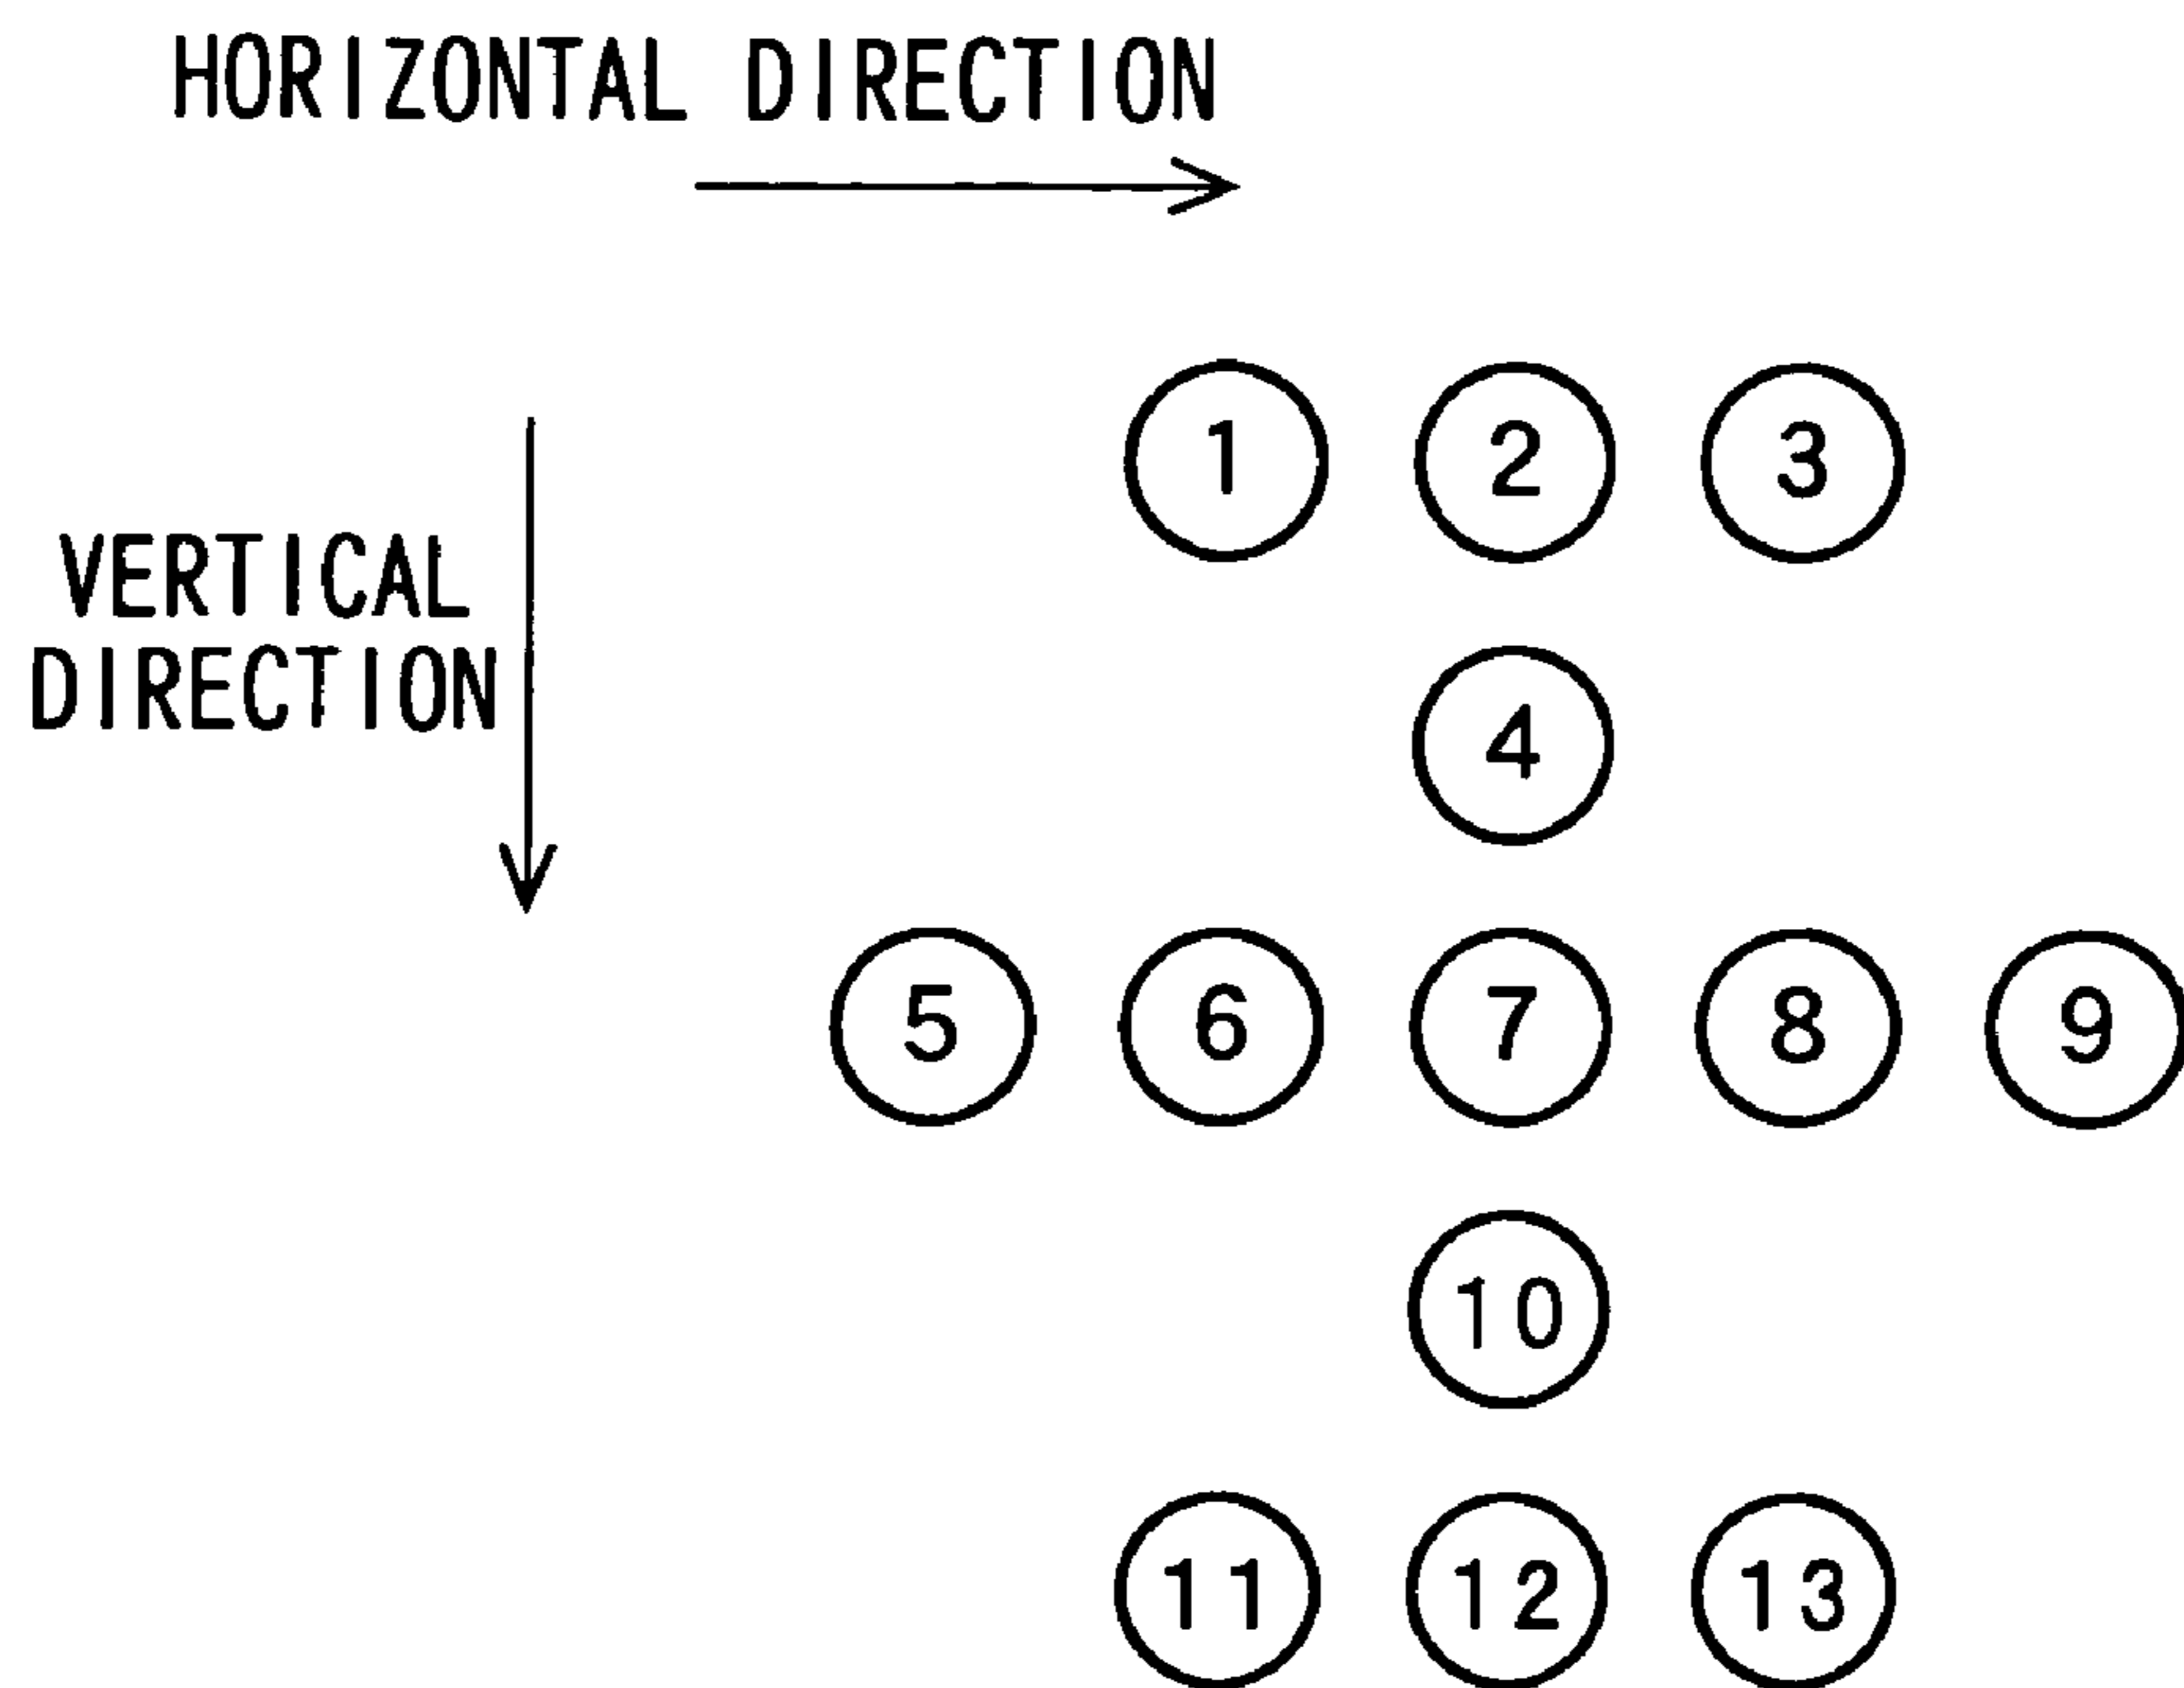 HORIZONTAL DIRECTION
VERTICAL
DIRECTION
1 2 3
4
5 6 7 8 9
10
11 12 13